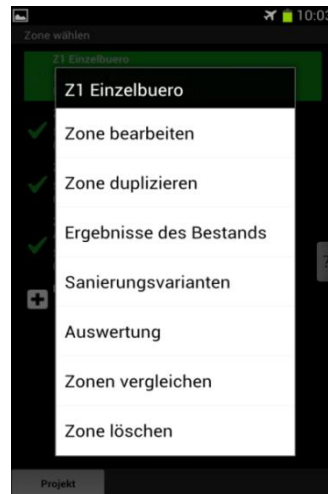 10:03
Zone wählen
Z1 Einzelbuero
Z1 Einzelbuero
Zone bearbeiten
Zone duplizieren
Ergebnisse des Bestands
Sanierungsvarianten
Auswertung
Zonen vergleichen
Zone löschen
Projekt